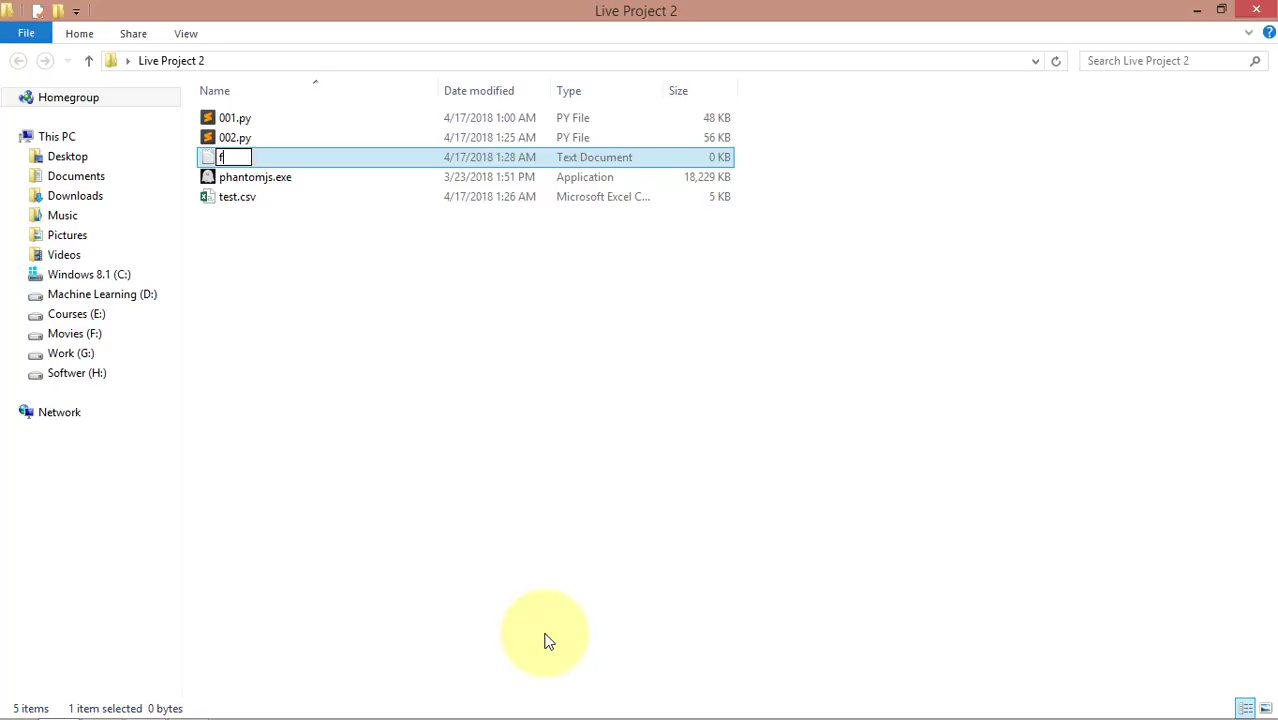 Live Project 2
File Home Share View
Live Project 2
Search Live Project 2
Name Date modified Type Size
Homegroup
This PC
Desktop
Documents
Downloads
Music
Pictures
Videos
Windows 8.1 (C:)
Machine Learning (D:)
Courses (E:)
Movies (F:)
Work (G:)
Softwer (H:)
Network
001.py 4/17/2018 1:00 AM PY File 48 KB
002.py 4/17/2018 1:25 AM PY File 56 KB
f 4/17/2018 1:28 AM Text Document 0 KB
phantomjs.exe 3/23/2018 1:51 PM Application 18,229 KB
test.csv 4/17/2018 1:26 AM Microsoft Excel C... 5 KB
5 items 1 item selected 0 bytes